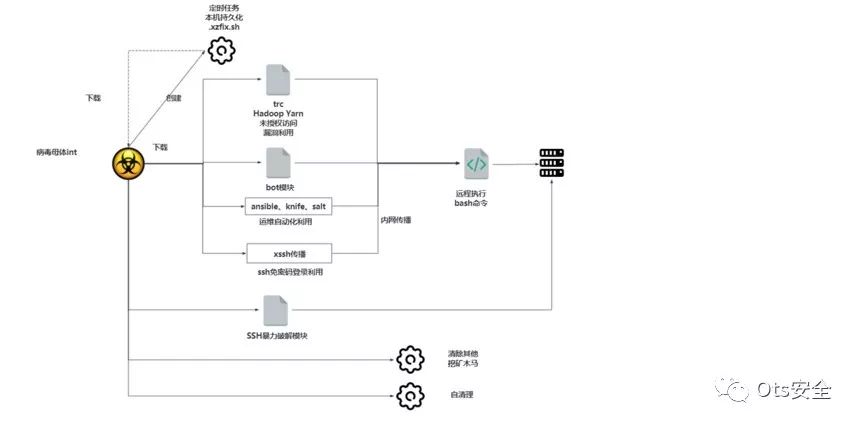 定时任务
本机持久化
.xzfix.sh
下载
创建
trc
Hadoop Yarn
未授权访问
漏洞利用
病毒母体int
下载
bot模块
远程执行
bash命令
ansible、knife、salt
运维自动化利用
内网传播
xssh传播
ssh免密码登录利用
SSH暴力破解模块
清除其他
挖矿木马
自清理
Ots安全